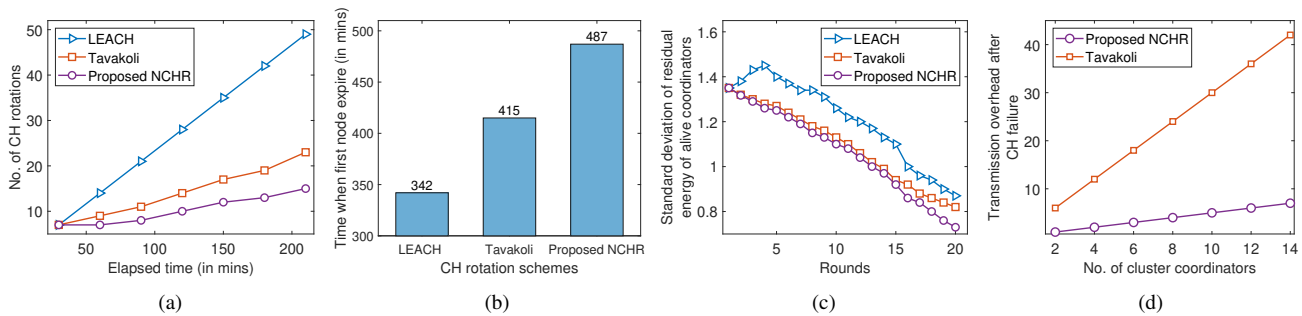 No. of CH rotations
50
40
30
20
10
LEACH
Tavakoli
Proposed NCHR
50
100
150
200
Elapsed time (in mins)
(a)
Time when first node expire (in mins)
500
450
400
350
300
342
415
487
LEACH
Tavakoli
Proposed NCHR
CH rotation schemes
(b)
Standard deviation of residual
energy of alive coordinators
1.6
1.4
1.2
1
0.8
LEACH
Tavakoli
Proposed NCHR
5
10
15
20
Rounds
(c)
Transmission overhead after
CH failure
40
30
20
10
Proposed NCHR
Tavakoli
2
4
6
8
10
12
14
No. of cluster coordinators
(d)